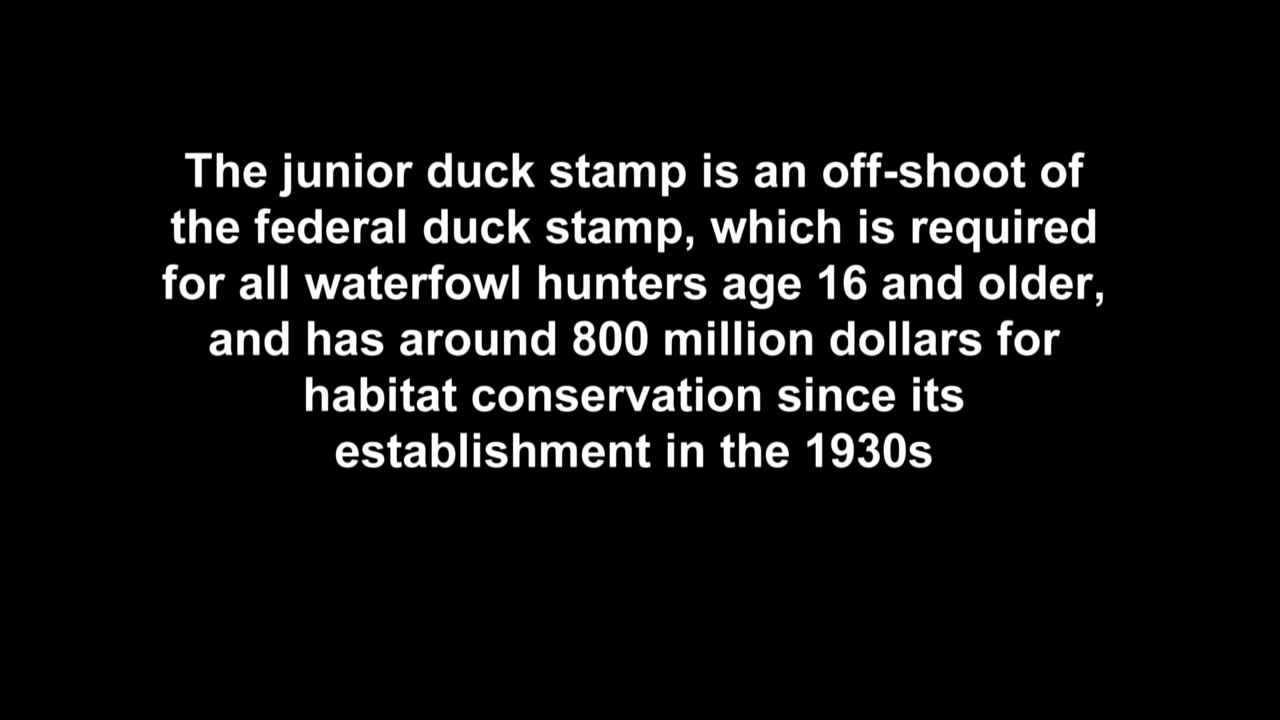 The junior duck stamp is an off-shoot of
the federal duck stamp, which is required
for all waterfowl hunters age 16 and older,
and has around 800 million dollars for
habitat conservation since its
establishment in the 1930s